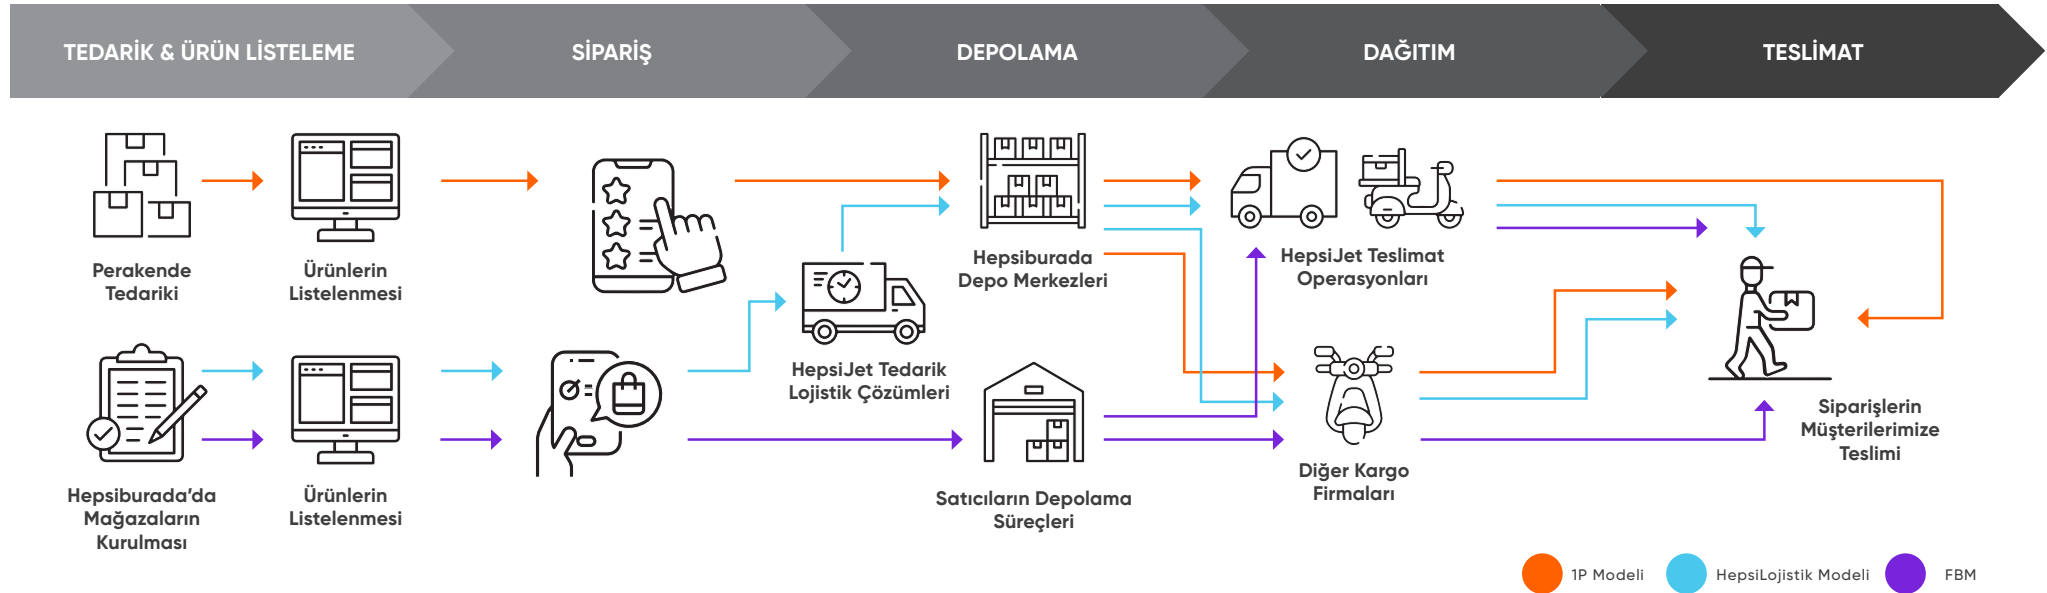 TEDARİK & ÜRÜN LİSTELEME
SİPARİŞ
DEPOLAMA
DAĞITIM
TESLİMAT
Perakende
Tedariki
Ürünlerin
Listelenmesi
Hepsiburada
Depo Merkezleri
HepsiJet Teslimat
Operasyonları
HepsiJet Tedarik
Lojistik Çözümleri
Siparişlerin
Müşterilerimize
Teslimi
Hepsiburada’da
Mağazaların
Kurulması
Ürünlerin
Listelenmesi
Satıcıların Depolama
Süreçleri
Diğer Kargo
Firmaları
1P Modeli
HepsiLojistik Modeli
FBM